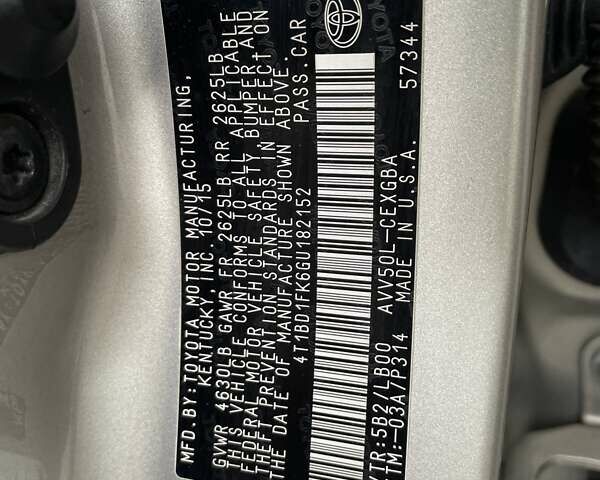 MFD.BY:TOYOTA MOTOR MANUFACTURING,
KENTUCKY, INC. 10/15
GVWR 4630LB GAWR FR 2625LB RR 2625LB
THIS VEHICLE CONFORMS TO ALL APPLICABLE
FEDERAL MOTOR VEHICLE SAFETY, BUMPER, AND
THEFT PREVENTION STANDARDS IN EFFECT ON
THE DATE OF MANUFACTURE SHOWN ABOVE.
4T1BD1FK6GU182152 PASS.CAR
TOYOTA
TR:5B2/LB00 AVV50L-CEXGBA 57344
TM:-03A/P314 MADE IN U.S.A.